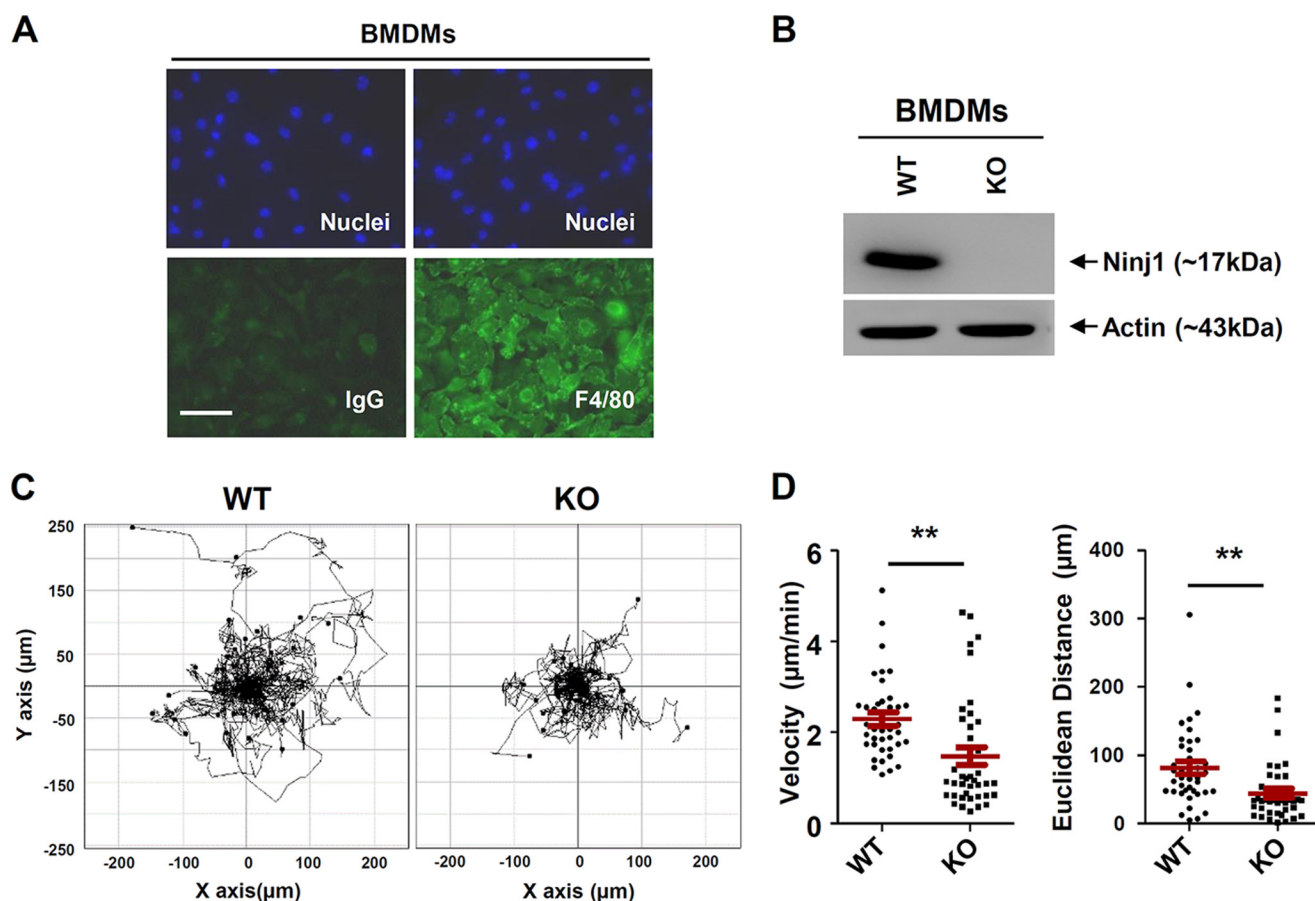 A
BMDMs
Nuclei
Nuclei
IgG
F4/80
B
BMDMs
WT
KO
Ninj1 (~17kDa)
Actin (~43kDa)
C
WT
KO
Y axis (µm)
250
150
50
-50
-150
-250
-200
-100
0
100
200
-200
-100
0
100
200
X axis(µm)
X axis(µm)
D
Velocity (µm/min)
6
4
2
0
**
WT
KO
Euclidean Distance (µm)
400
300
200
100
0
**
WT
KO